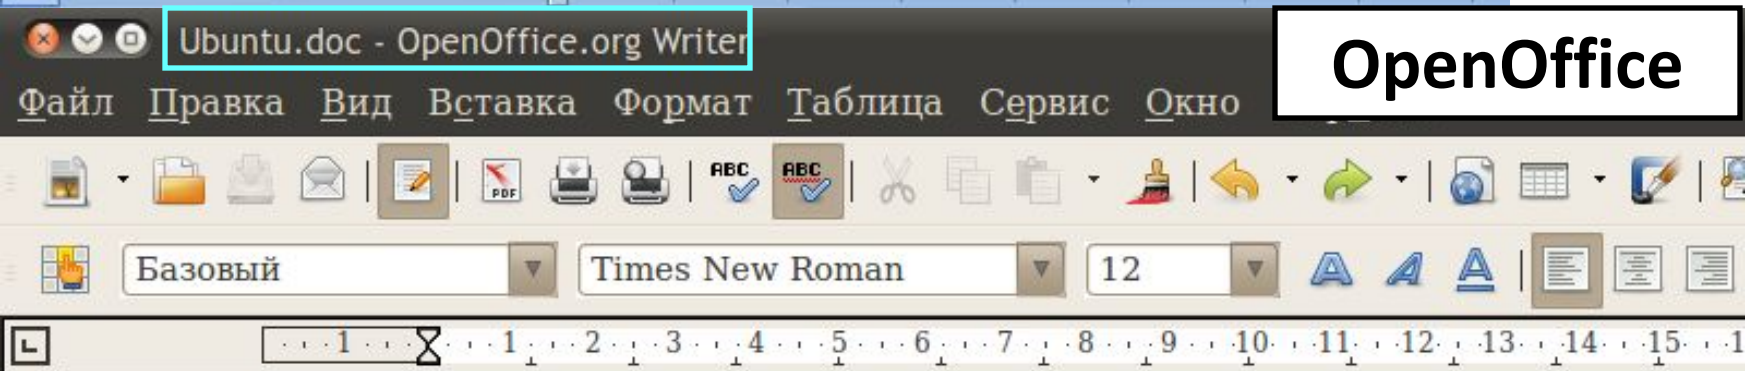 Ubuntu.doc - OpenOffice.org Writer
OpenOffice
Файл Правка Вид Вставка Формат Таблица Сервис Окно
PDF ABC ABC
Базовый Times New Roman 12 A A A
1 1 2 3 4 5 6 7 8 9 10 11 12 13 14 15 1